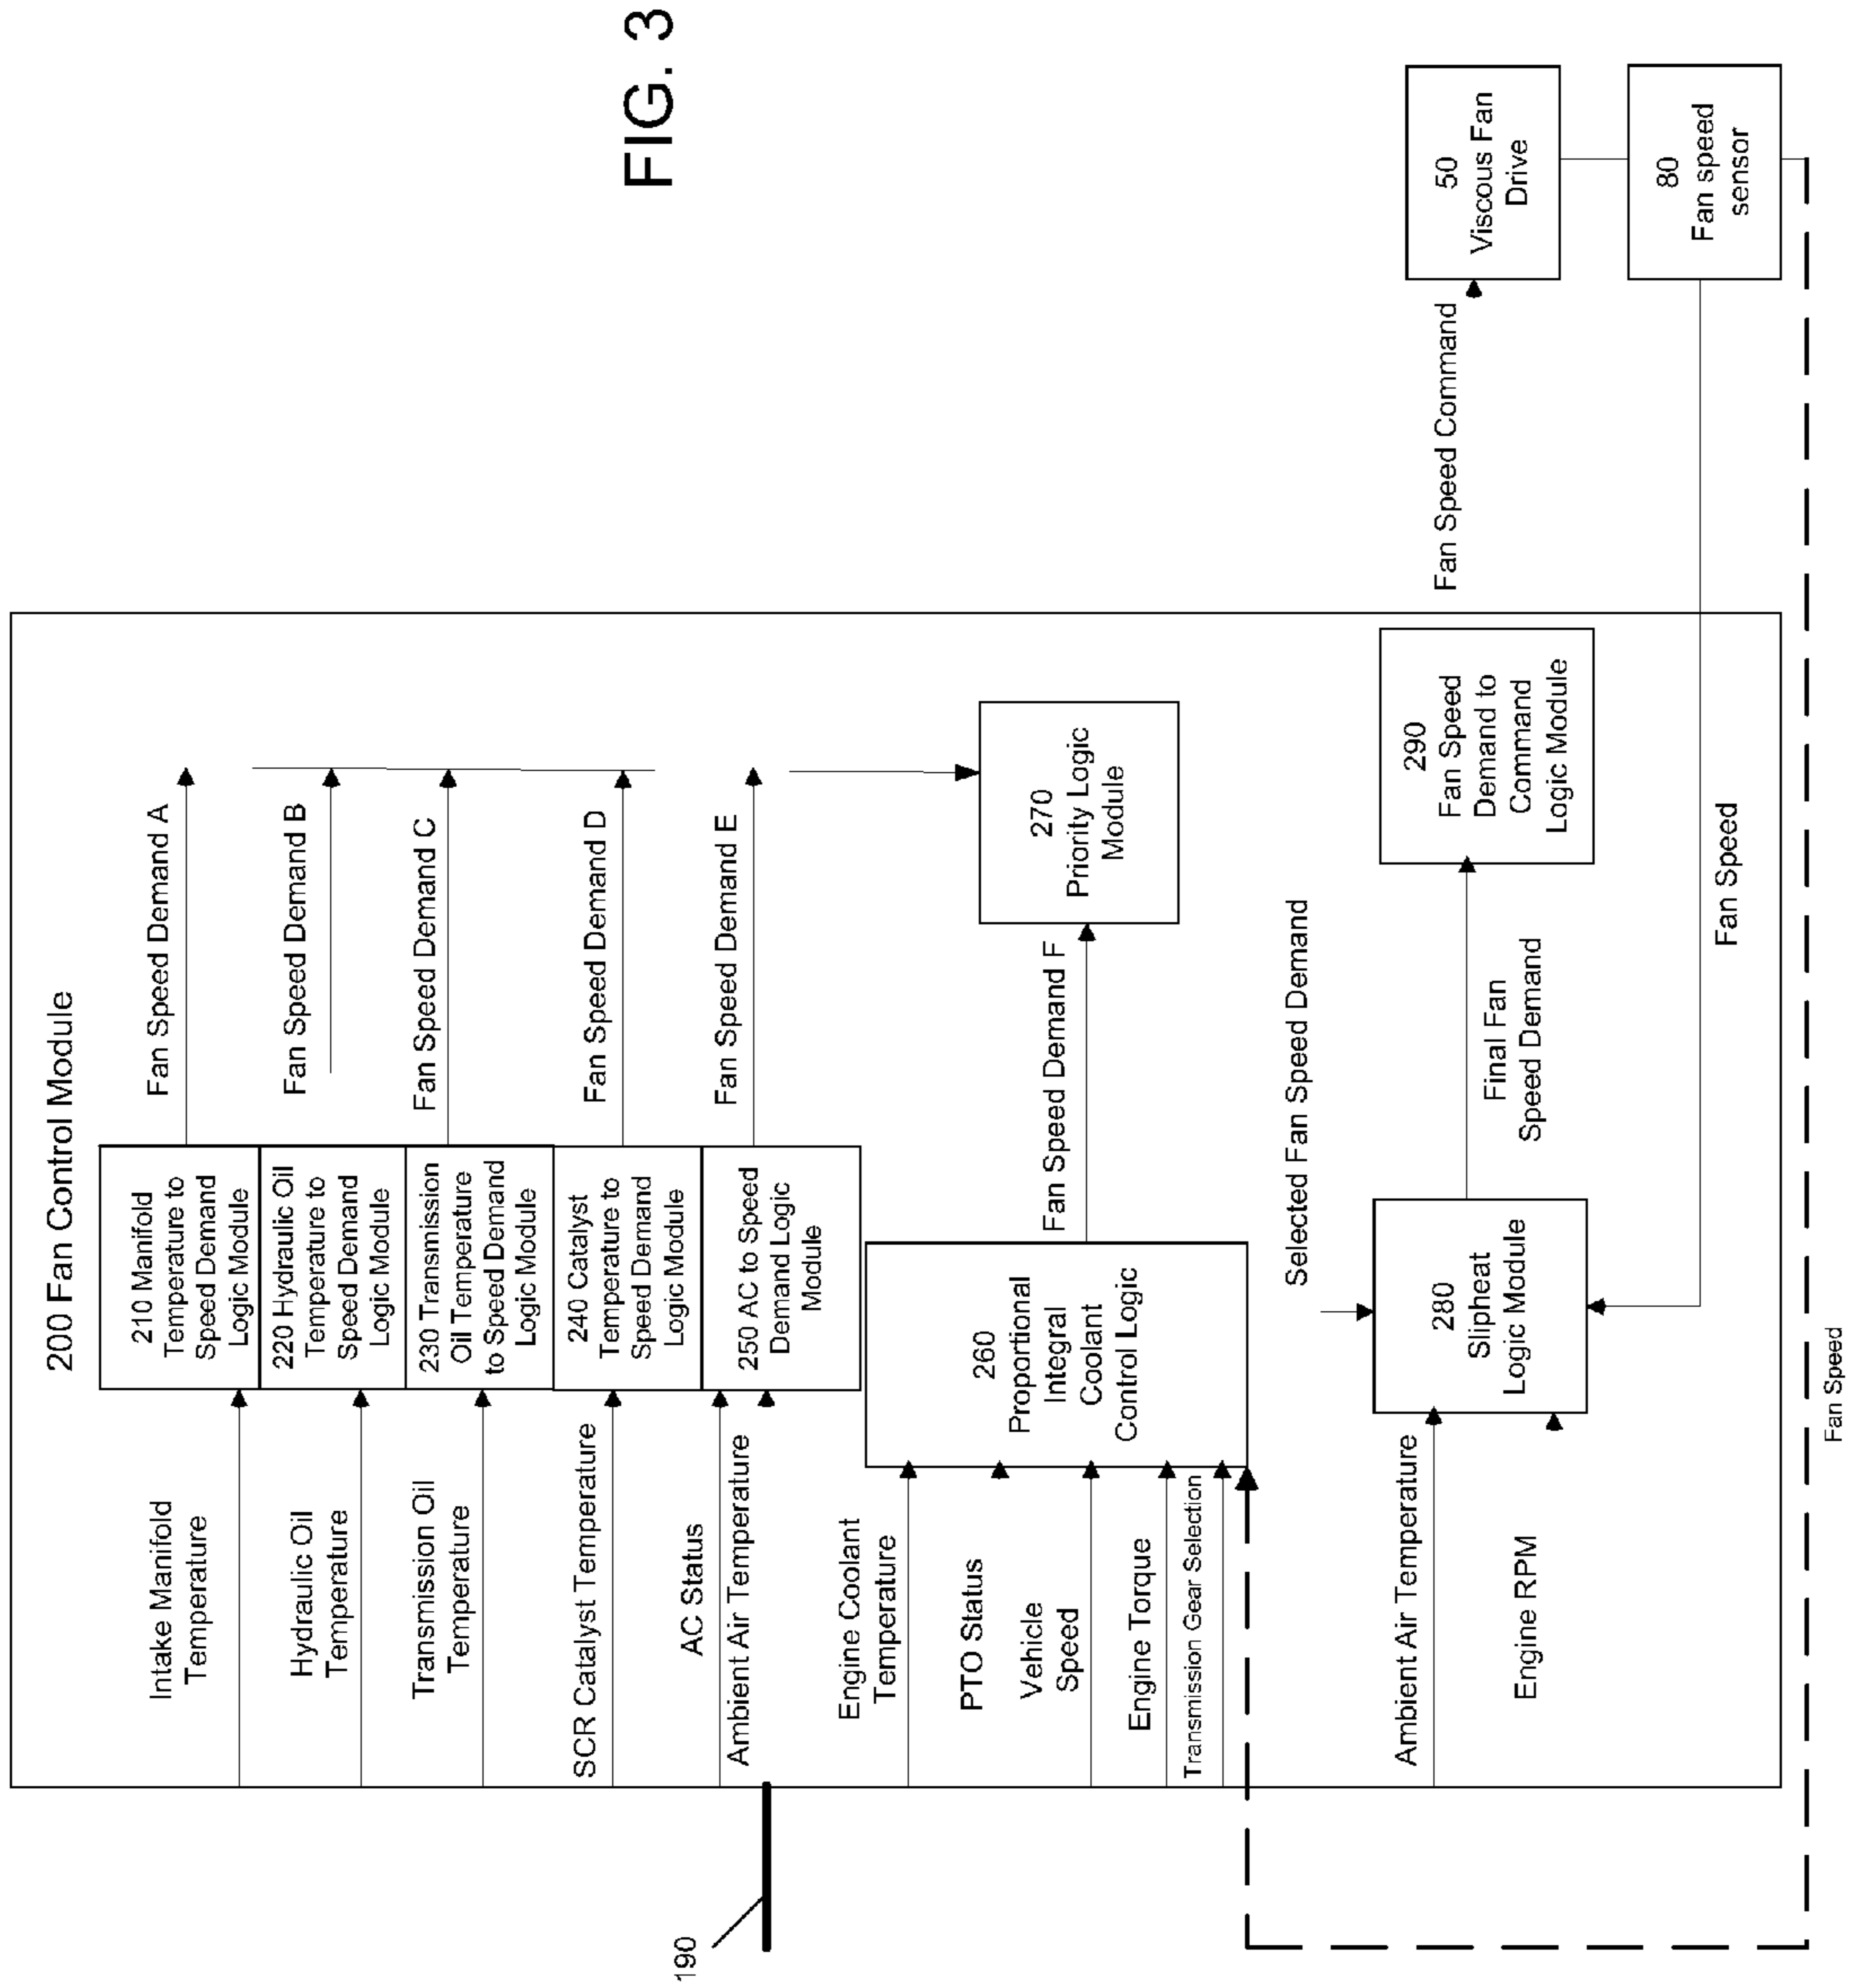 FIG. 3
200 Fan Control Module
Intake Manifold
Temperature
210 Manifold
Temperature to
Speed Demand
Logic Module
Fan Speed Demand A
Hydraulic Oil
Temperature
220 Hydraulic Oil
Temperature to
Speed Demand
Logic Module
Fan Speed Demand B
Transmission Oil
Temperature
230 Transmission
Oil Temperature
to Speed Demand
Logic Module
Fan Speed Demand C
SCR Catalyst Temperature
240 Catalyst
Temperature to
Speed Demand
Logic Module
Fan Speed Demand D
AC Status
Ambient Air Temperature
250 AC to Speed
Demand Logic
Module
Fan Speed Demand E
190
Engine Coolant
Temperature
PTO Status
Vehicle
Speed
Engine Torque
Transmission Gear Selection
260
Proportional
Integral
Coolant
Control Logic
Fan Speed Demand F
270
Priority Logic
Module
Selected Fan Speed Demand
Ambient Air Temperature
Engine RPM
280
Slipheat
Logic Module
Final Fan
Speed Demand
290
Fan Speed
Demand to
Command
Logic Module
Fan Speed Command
50
Viscous Fan
Drive
80
Fan speed
sensor
Fan Speed
Fan Speed